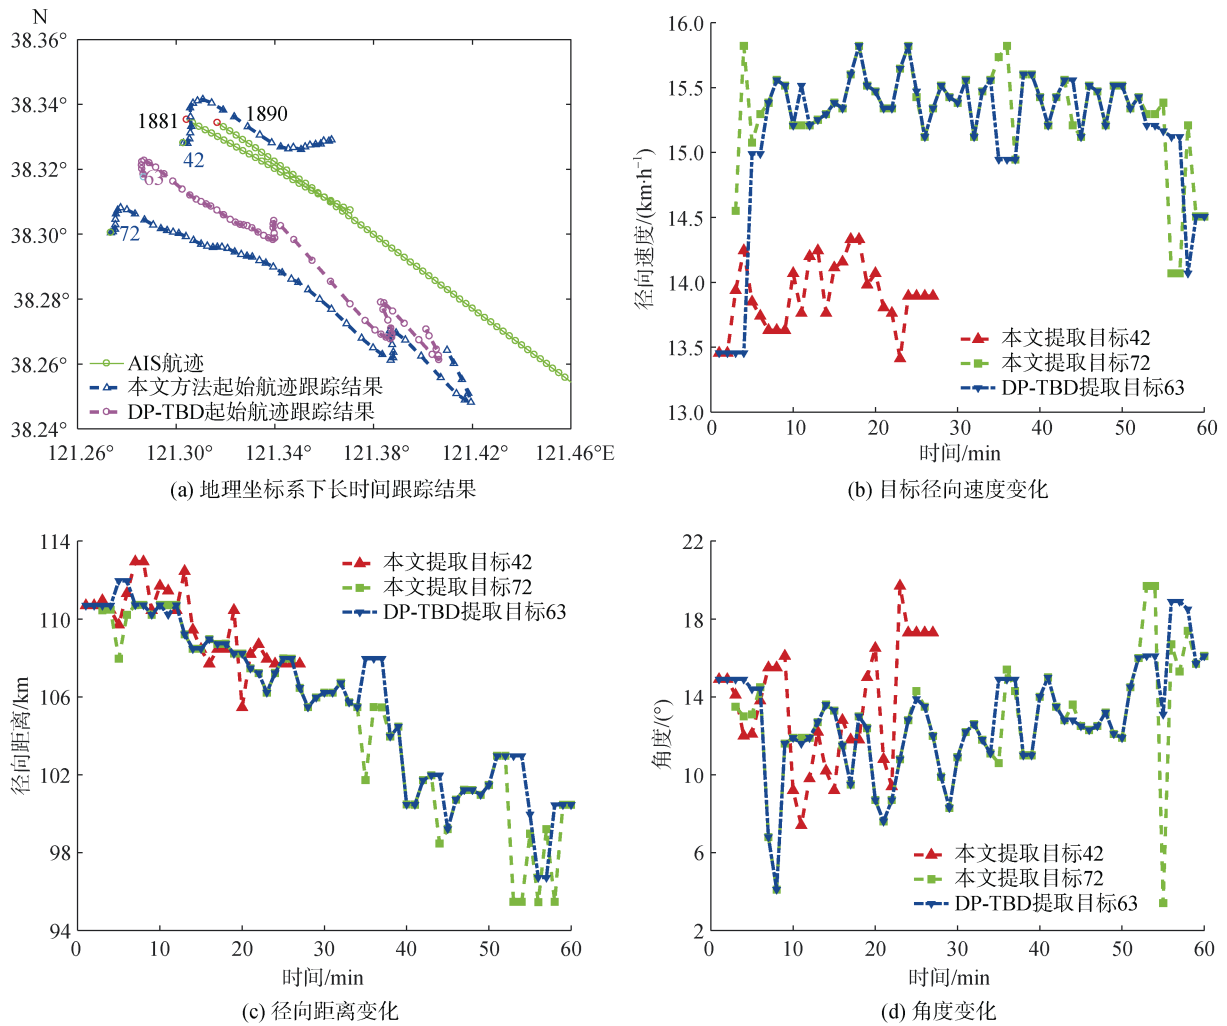 N
38.36°
38.34°
38.32°
38.30°
38.28°
38.26°
38.24°
1881
1890
42
63
72
AIS航迹
本文方法起始航迹跟踪结果
DP-TBD起始航迹跟踪结果
121.26°
121.30°
121.34°
121.38°
121.42°
121.46°E
(a) 地理坐标系下长时间跟踪结果
16.0
15.5
15.0
14.5
14.0
13.5
13.0
径向速度/(km·h⁻¹)
本文提取目标42
本文提取目标72
DP-TBD提取目标63
0 10 20 30 40 50 60
时间/min
(b) 目标径向速度变化
114
110
106
102
98
94
径向距离/km
本文提取目标42
本文提取目标72
DP-TBD提取目标63
0 10 20 30 40 50 60
时间/min
(c) 径向距离变化
22
18
14
10
6
2
角度/(°)
本文提取目标42
本文提取目标72
DP-TBD提取目标63
0 10 20 30 40 50 60
时间/min
(d) 角度变化